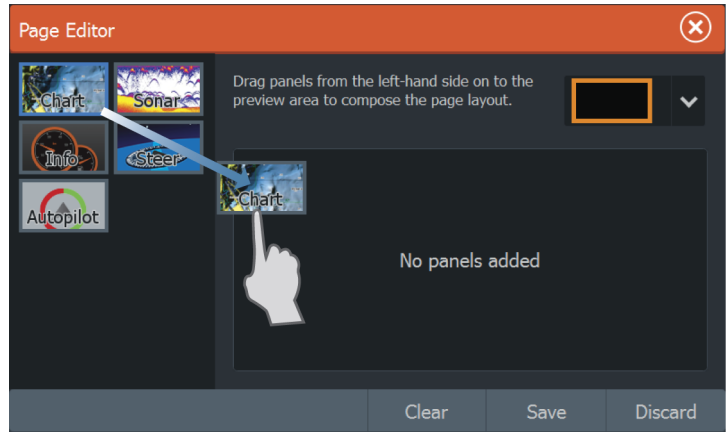 Page Editor
Chart
Sonar
Drag panels from the left-hand side on to the
preview area to compose the page layout.
Info
Steer
Chart
Autopilot
No panels added
Clear
Save
Discard